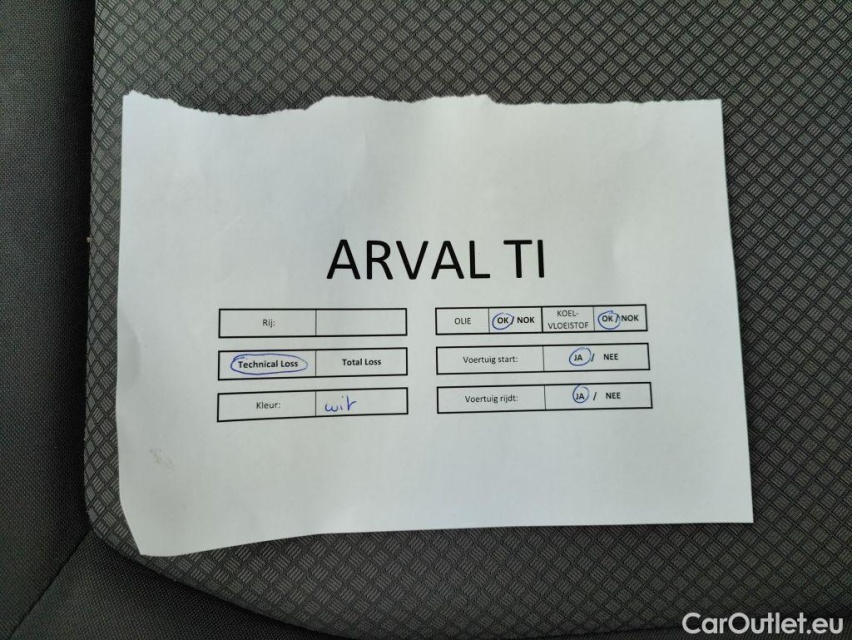 ARVAL TI
Rij:
Technical Loss Total Loss
Kleur: wit
OLIE OK / NOK KOEL-
VLOEISTOF OK / NOK
Voertuig start: JA / NEE
Voertuig rijdt: JA / NEE
CarOutlet.eu